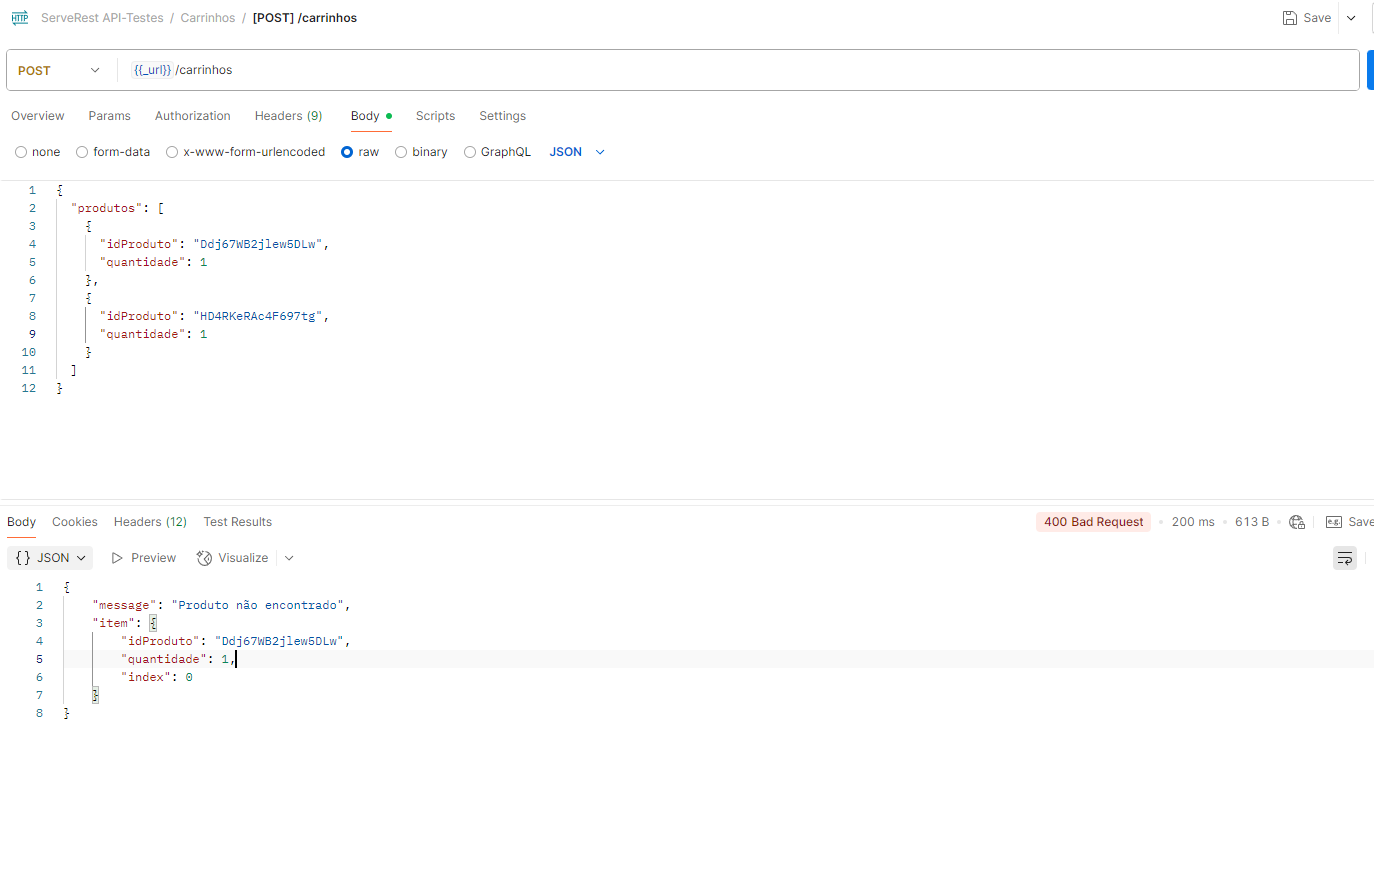 HTTP ServeRest API-Testes / Carrinhos / [POST] /carrinhos Save
POST {{_url}} /carrinhos
Overview Params Authorization Headers (9) Body Scripts Settings
none form-data x-www-form-urlencoded raw binary GraphQL JSON
1 {
2 "produtos": [
3 {
4 "idProduto": "Ddj67WB2jlew5DLw",
5 "quantidade": 1
6 },
7 {
8 "idProduto": "HD4RKeRAc4F697tg",
9 "quantidade": 1
10 }
11 ]
12 }
Body Cookies Headers (12) Test Results 400 Bad Request 200 ms 613 B e.g. Save
{} JSON Preview Visualize
1 {
2 "message": "Produto não encontrado",
3 "item": {
4 "idProduto": "Ddj67WB2jlew5DLw",
5 "quantidade": 1,
6 "index": 0
7 }
8 }